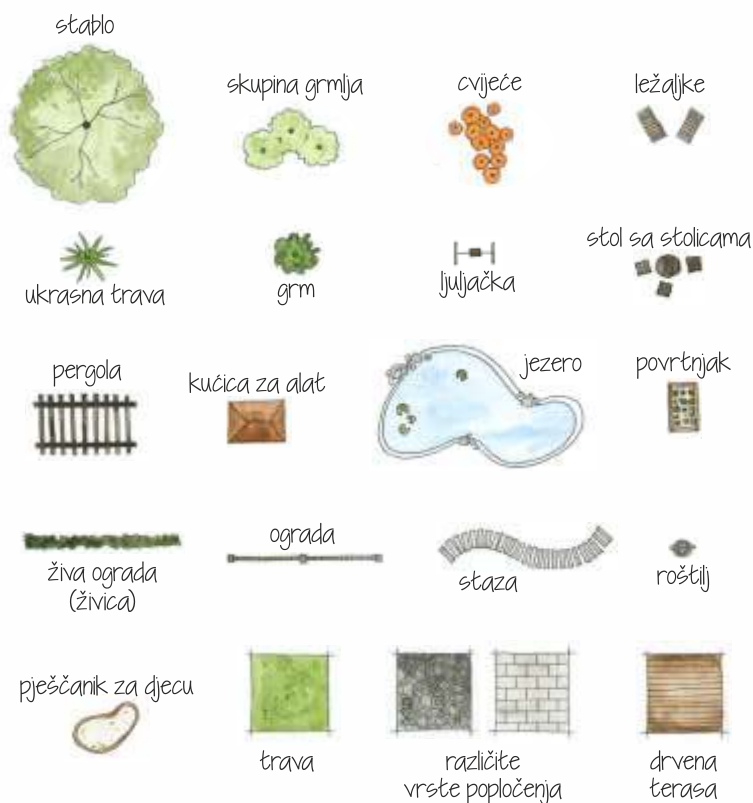 stablo
skupina grmlja
cvijeće
ležaljke
ukrasna trava
grm
ljuljačka
stol sa stolicama
pergola
kućica za alat
jezero
povrtnjak
živa ograda
(živica)
ograda
staza
roštilj
pješčanik za djecu
trava
različite
vrste popločenja
drvena
terasa